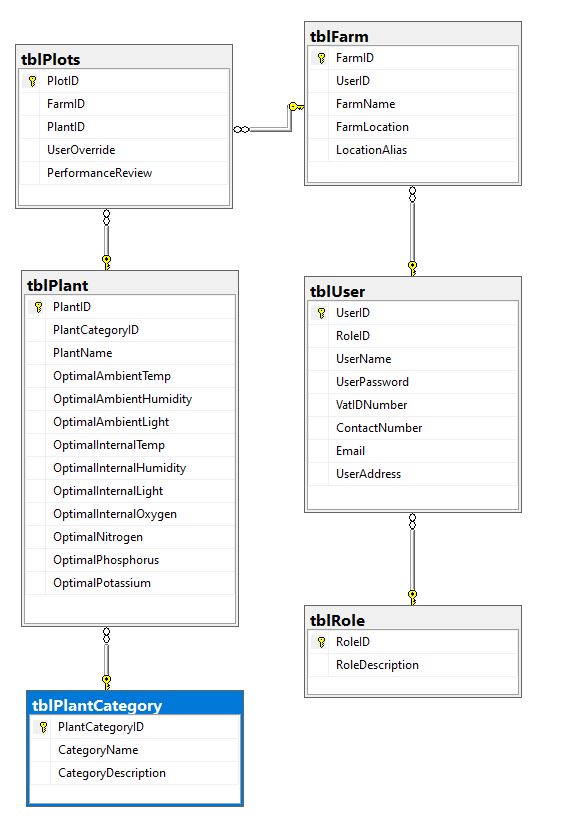 tblPlots
PlotID
FarmID
PlantID
UserOverride
PerformanceReview
tblFarm
FarmID
UserID
FarmName
FarmLocation
LocationAlias
tblPlant
PlantID
PlantCategoryID
PlantName
OptimalAmbientTemp
OptimalAmbientHumidity
OptimalAmbientLight
OptimalInternalTemp
OptimalInternalHumidity
OptimalInternalLight
OptimalInternalOxygen
OptimalNitrogen
OptimalPhosphorus
OptimalPotassium
tblUser
UserID
RoleID
UserName
UserPassword
VatIDNumber
ContactNumber
Email
UserAddress
tblRole
RoleID
RoleDescription
tblPlantCategory
PlantCategoryID
CategoryName
CategoryDescription